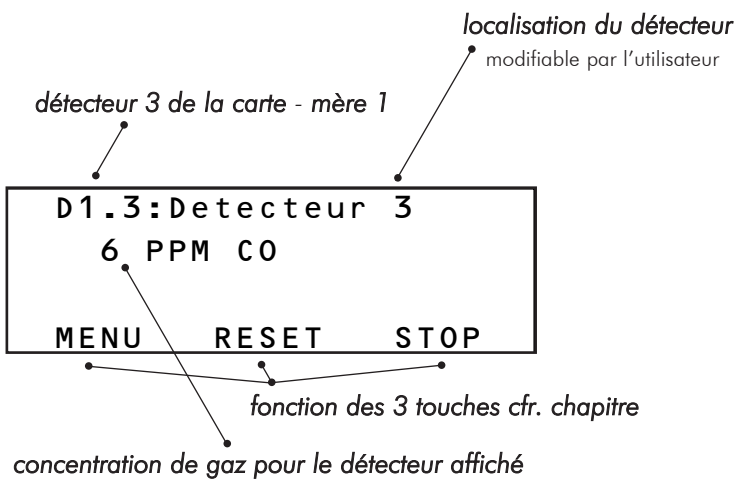 localisation du détecteur
modifiable par l'utilisateur
détecteur 3 de la carte - mère 1
D1.3:Detecteur 3
6 PPM CO
MENU RESET STOP
fonction des 3 touches cfr. chapitre
concentration de gaz pour le détecteur affiché